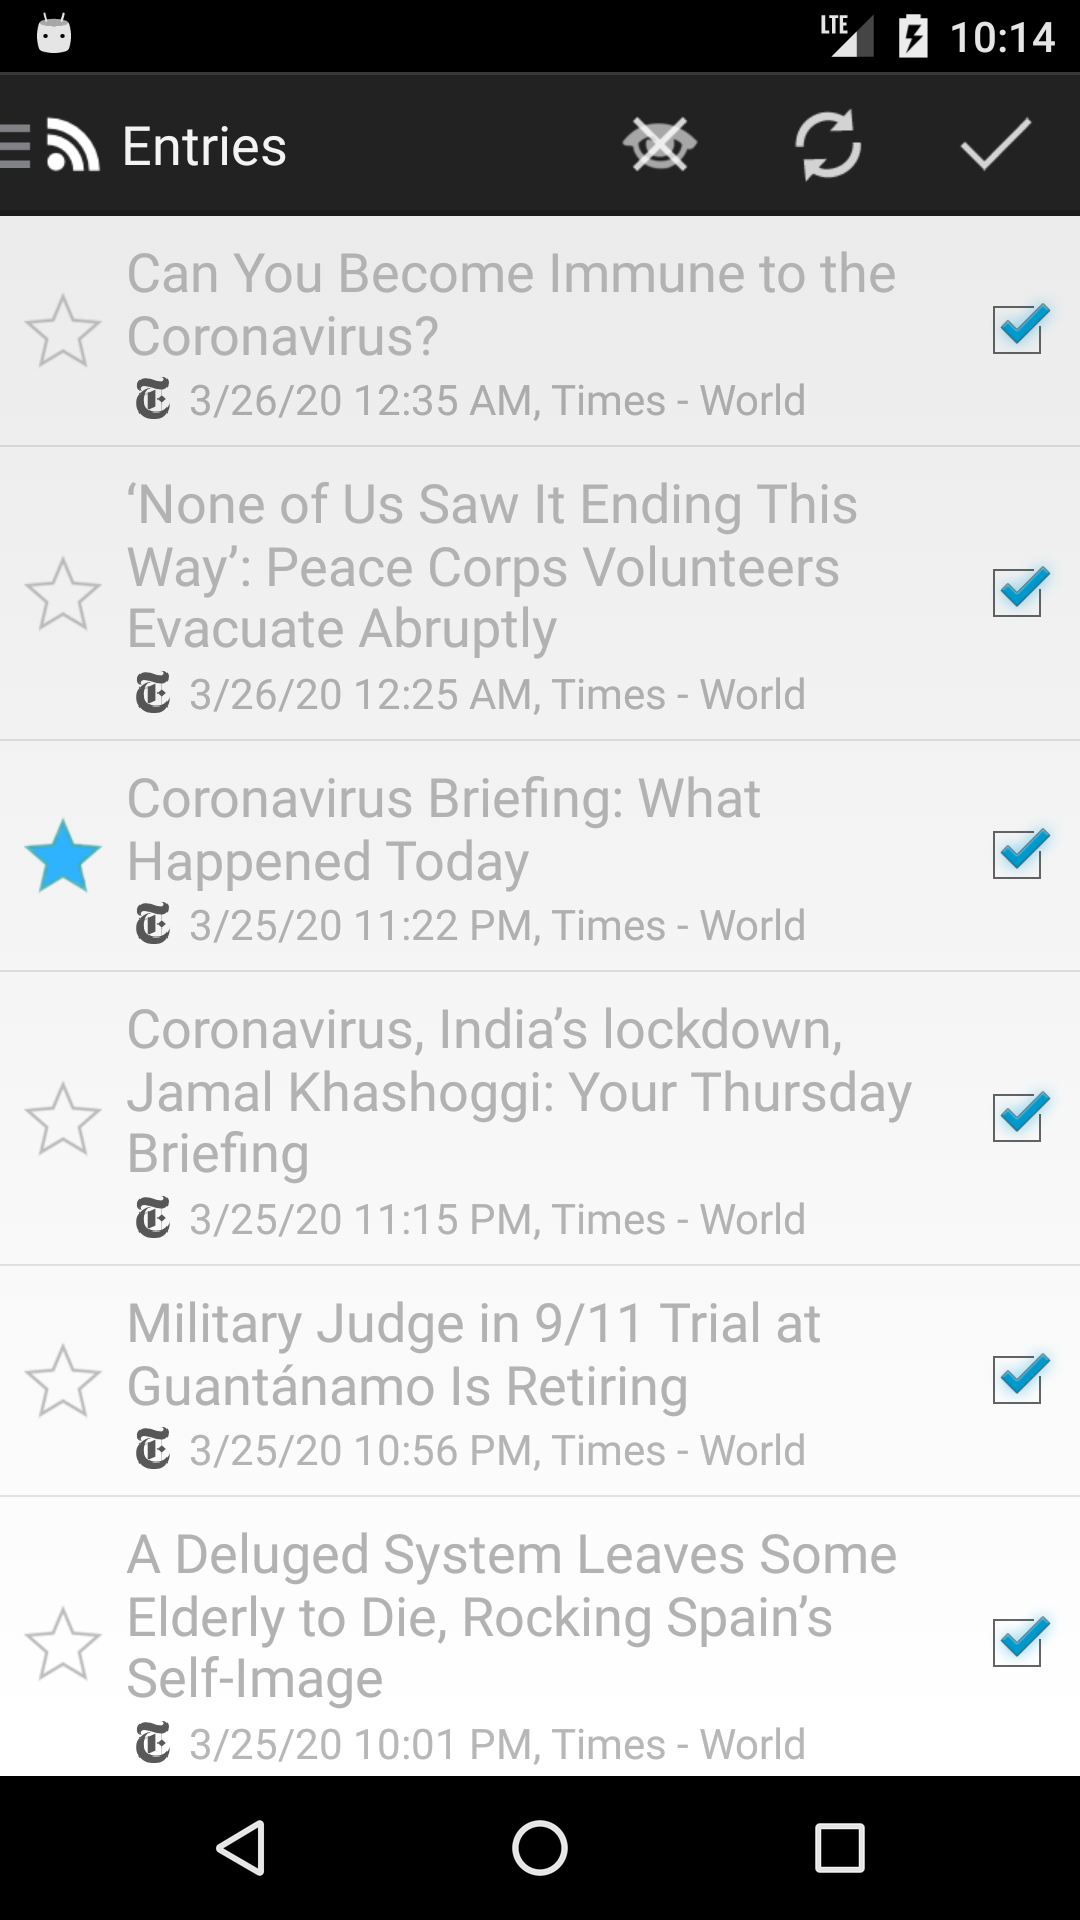 LTE 10:14
Entries
Can You Become Immune to the
Coronavirus?
3/26/20 12:35 AM, Times - World
‘None of Us Saw It Ending This
Way’: Peace Corps Volunteers
Evacuate Abruptly
3/26/20 12:25 AM, Times - World
Coronavirus Briefing: What
Happened Today
3/25/20 11:22 PM, Times - World
Coronavirus, India’s lockdown,
Jamal Khashoggi: Your Thursday
Briefing
3/25/20 11:15 PM, Times - World
Military Judge in 9/11 Trial at
Guantánamo Is Retiring
3/25/20 10:56 PM, Times - World
A Deluged System Leaves Some
Elderly to Die, Rocking Spain’s
Self-Image
3/25/20 10:01 PM, Times - World